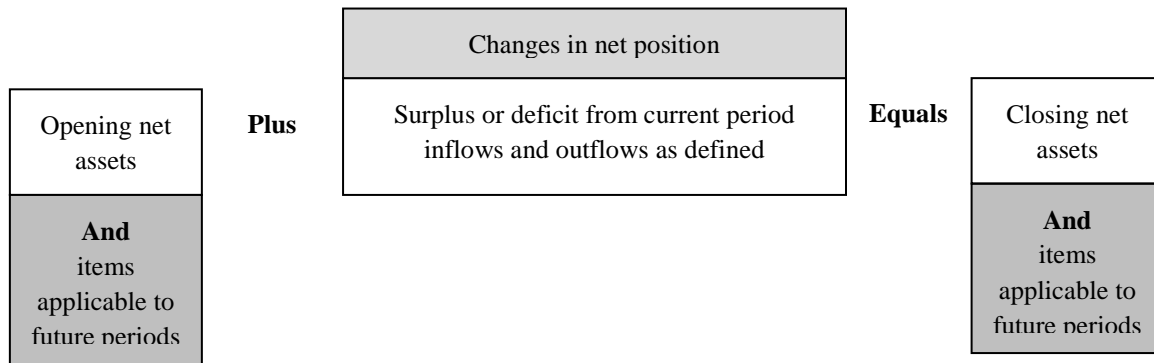 Changes in net position
Opening net
assets
Plus
Surplus or deficit from current period
inflows and outflows as defined
Equals
Closing net
assets
And
items
applicable to
future periods
And
items
applicable to
future periods